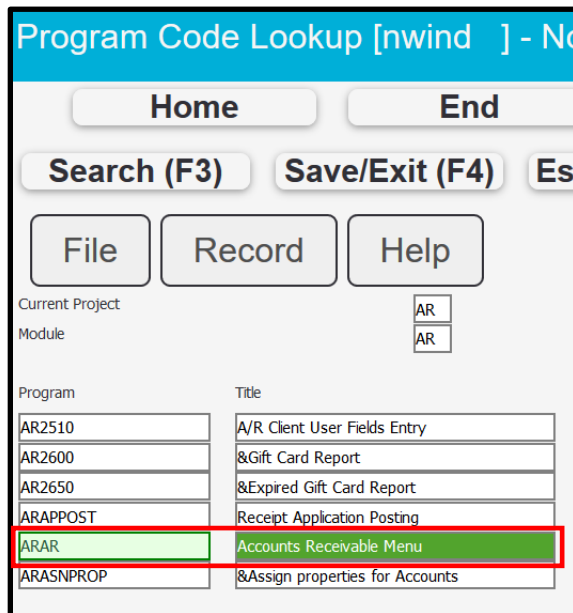 Program Code Lookup [nwind ] - No
Home End
Search (F3) Save/Exit (F4) Es
File Record Help
Current Project AR
Module AR
Program Title
AR2510 A/R Client User Fields Entry
AR2600 &Gift Card Report
AR2650 &Expired Gift Card Report
ARAPPOST Receipt Application Posting
ARAR Accounts Receivable Menu
ARASNPROP &Assign properties for Accounts